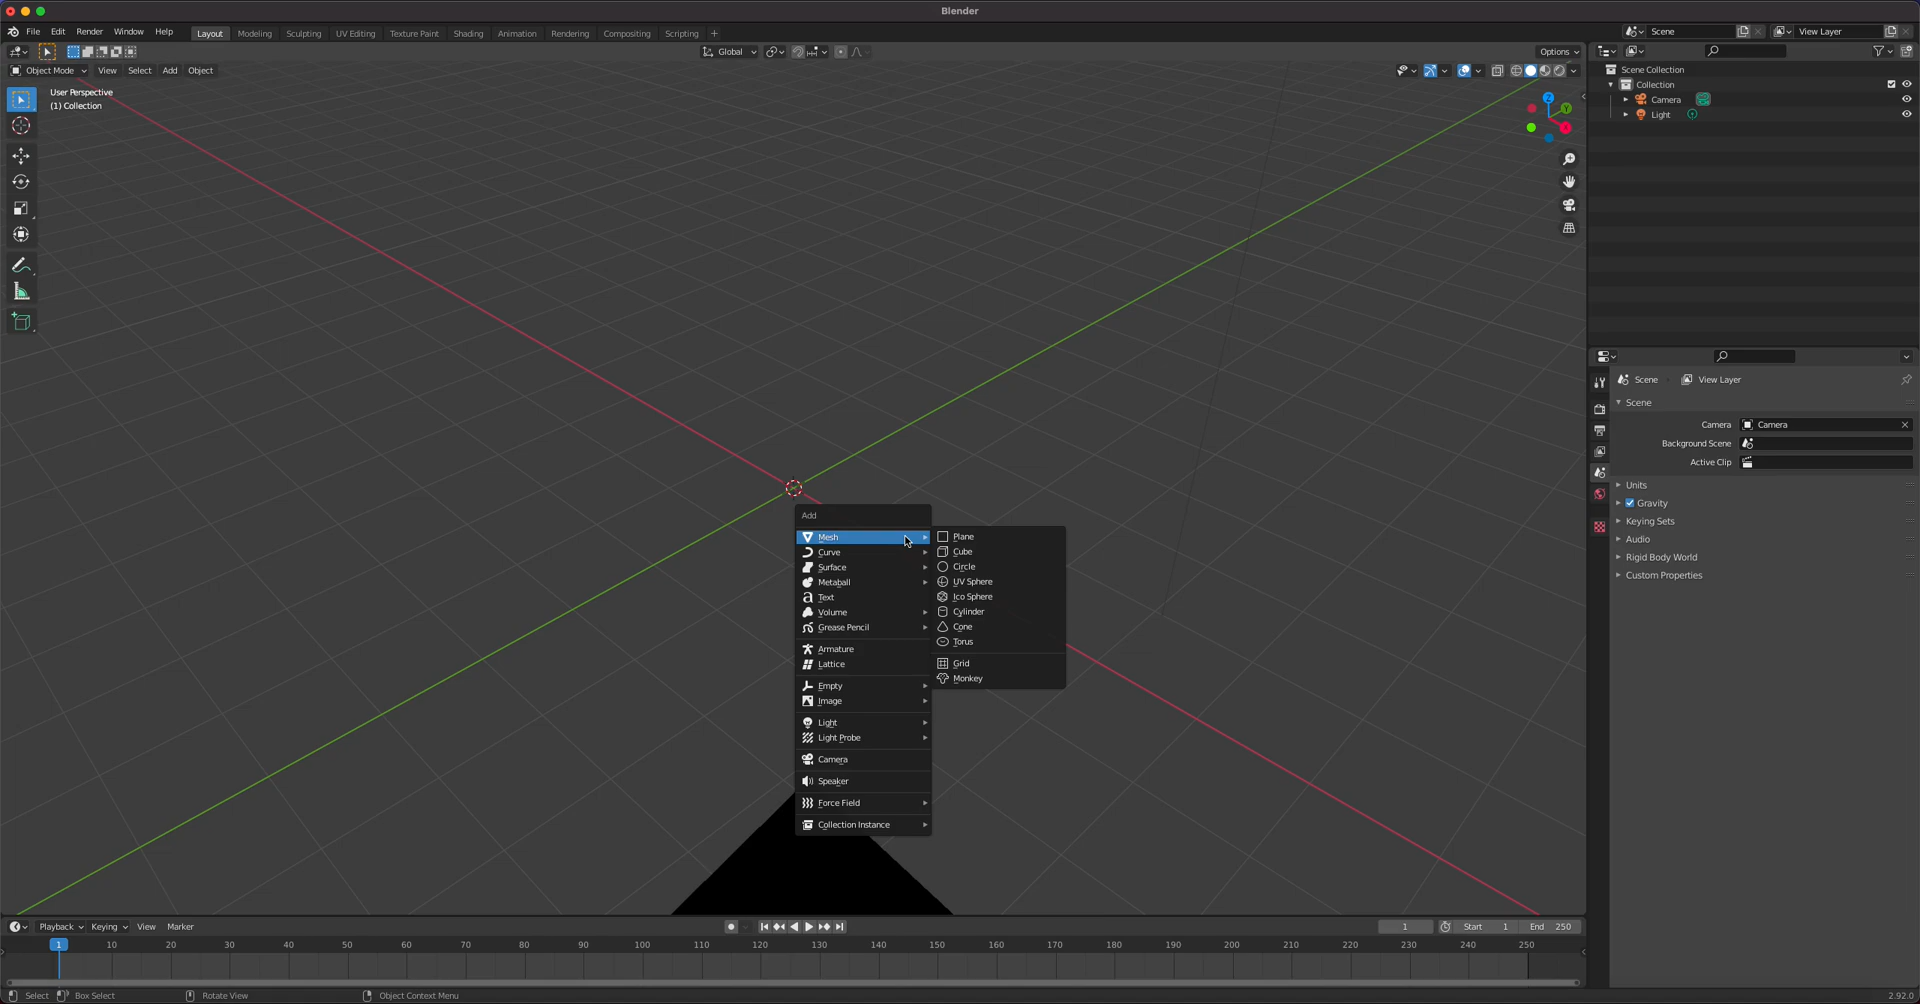 Blender
File Edit Render Window Help Layout Modeling Sculpting UV Editing Texture Paint Shading Animation Rendering Compositing Scripting + Scene View Layer
Global Options
Object Mode View Select Add Object
User Perspective
(1) Collection
Z
Y
X
Scene Collection
Collection
Camera
Light
Scene View Layer
Scene
Camera Camera
Background Scene
Active Clip
Units
Gravity
Keying Sets
Audio
Rigid Body World
Custom Properties
Add
Mesh
Curve
Surface
Metaball
Text
Volume
Grease Pencil
Armature
Lattice
Empty
Image
Light
Light Probe
Camera
Speaker
Force Field
Collection Instance
Plane
Cube
Circle
UV Sphere
Ico Sphere
Cylinder
Cone
Torus
Grid
Monkey
Playback Keying View Marker 1 Start 1 End 250
1 10 20 30 40 50 60 70 80 90 100 110 120 130 140 150 160 170 180 190 200 210 220 230 240 250
Select Box Select Rotate View Object Context Menu 2.92.0